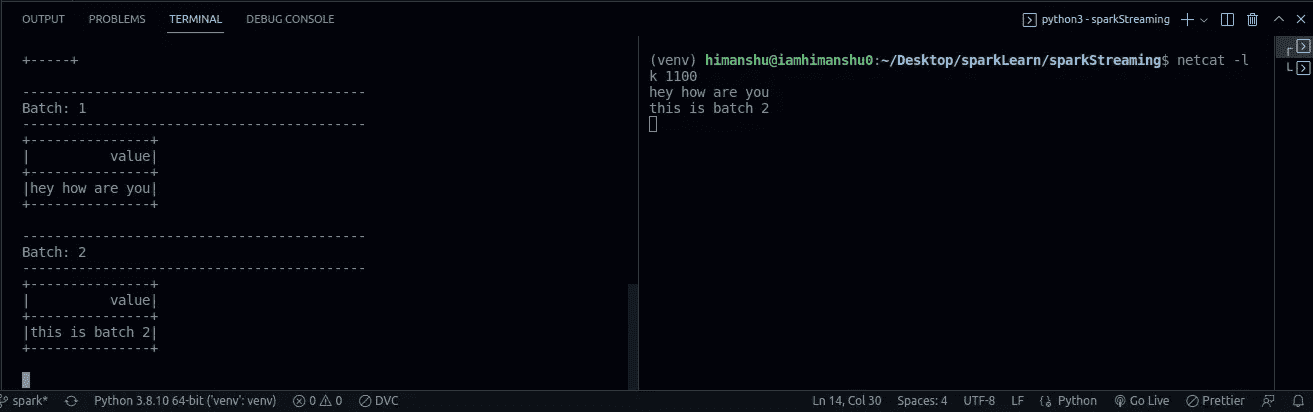 OUTPUT PROBLEMS TERMINAL DEBUG CONSOLE python3 - sparkStreaming
+-----+
-------------------------------------------
Batch: 1
-------------------------------------------
+---------------+
|          value|
+---------------+
|hey how are you|
+---------------+
-------------------------------------------
Batch: 2
-------------------------------------------
+---------------+
|          value|
+---------------+
|this is batch 2|
+---------------+
(venv) himanshu@iamhimanshu0:~/Desktop/sparkLearn/sparkStreaming$ netcat -l
k 1100
hey how are you
this is batch 2
spark* Python 3.8.10 64-bit ('venv': venv) 0 0 DVC Ln 14, Col 30 Spaces: 4 UTF-8 LF Python Go Live Prettier